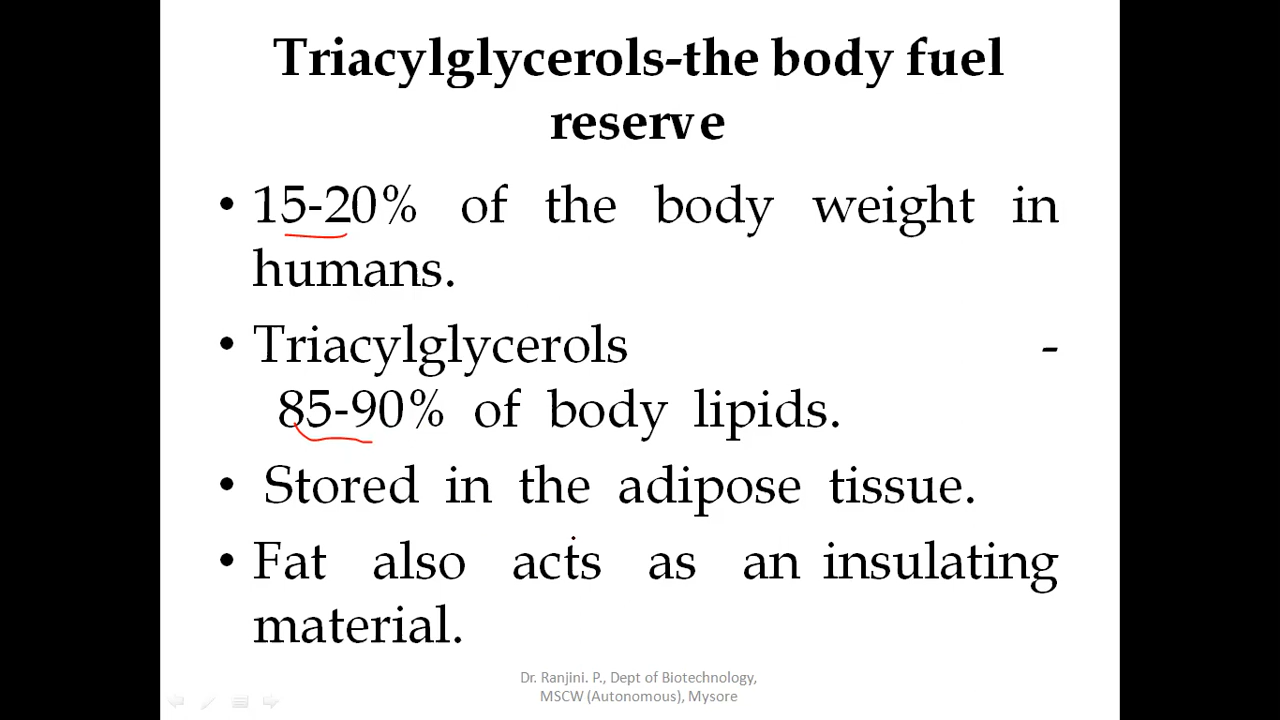 Triacylglycerols-the body fuel
reserve
• 15-20% of the body weight in
humans.
• Triacylglycerols -
85-90% of body lipids.
• Stored in the adipose tissue.
• Fat also acts as an insulating
material.
Dr. Ranjini. P., Dept of Biotechnology,
MSCW (Autonomous), Mysore